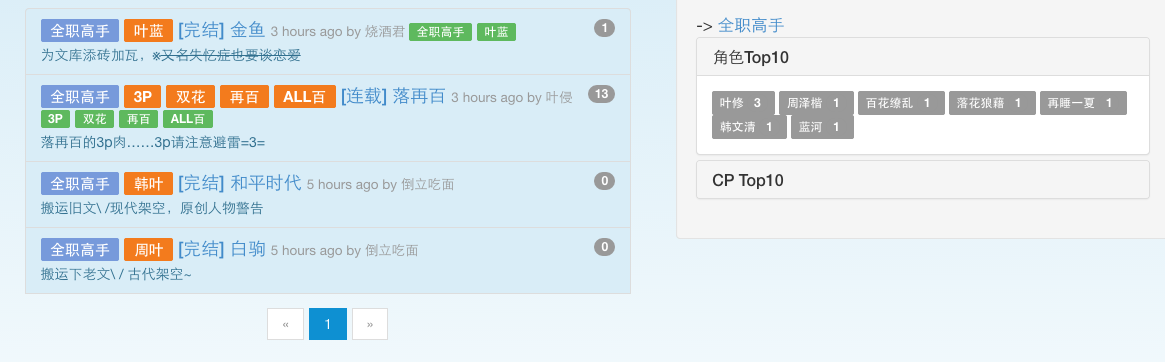 全职高手 叶蓝 [完结] 金鱼 3 hours ago by 烧酒君 全职高手 叶蓝 1
为文库添砖加瓦，※又名失忆症也要谈恋爱
全职高手 3P 双花 再百 ALL百 [连载] 落再百 3 hours ago by 叶侵 13
3P 双花 再百 ALL百
落再百的3p肉……3p请注意避雷=3=
全职高手 韩叶 [完结] 和平时代 5 hours ago by 倒立吃面 0
搬运旧文\ /现代架空，原创人物警告
全职高手 周叶 [完结] 白驹 5 hours ago by 倒立吃面 0
搬运下老文\ / 古代架空~
« 1 »
-> 全职高手
角色Top10
叶修 3 周泽楷 1 百花缭乱 1 落花狼藉 1 再睡一夏 1
韩文清 1 蓝河 1
CP Top10